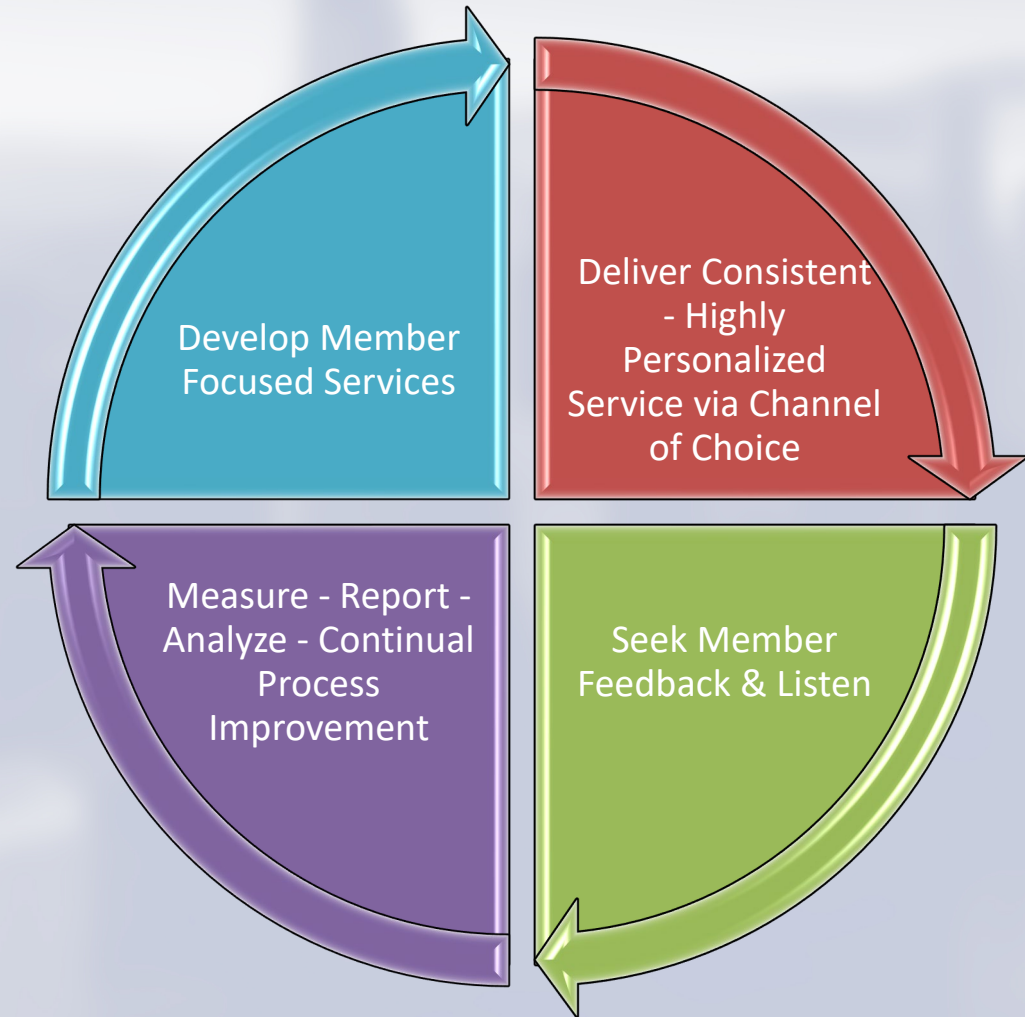 Develop Member
Focused Services
Deliver Consistent
- Highly
Personalized
Service via Channel
of Choice
Seek Member
Feedback & Listen
Measure - Report -
Analyze - Continual
Process
Improvement